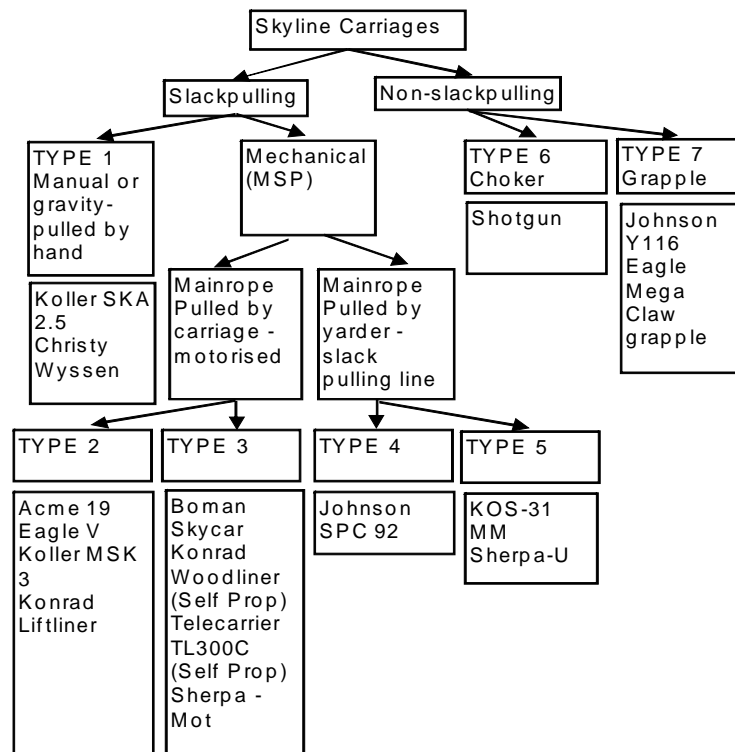 Skyline Carriages
Slackpulling
Non-slackpulling
TYPE 1
Manual or
gravity-
pulled by
hand
Mechanical
(MSP)
TYPE 6
Choker
TYPE 7
Grapple
Koller SKA
2.5
Christy
Wyssen
Shotgun
Johnson
Y116
Eagle
Mega
Claw
grapple
Mainrope
Pulled by
carriage -
motorised
Mainrope
Pulled by
yarder -
slack
pulling line
TYPE 2
TYPE 3
TYPE 4
TYPE 5
Acme 19
Eagle V
Koller MSK
3
Konrad
Liftliner
Boman
Skycar
Konrad
Woodliner
(Self Prop)
Telecarrier
TL300C
(Self Prop)
Sherpa -
Mot
Johnson
SPC 92
KOS-31
MM
Sherpa-U